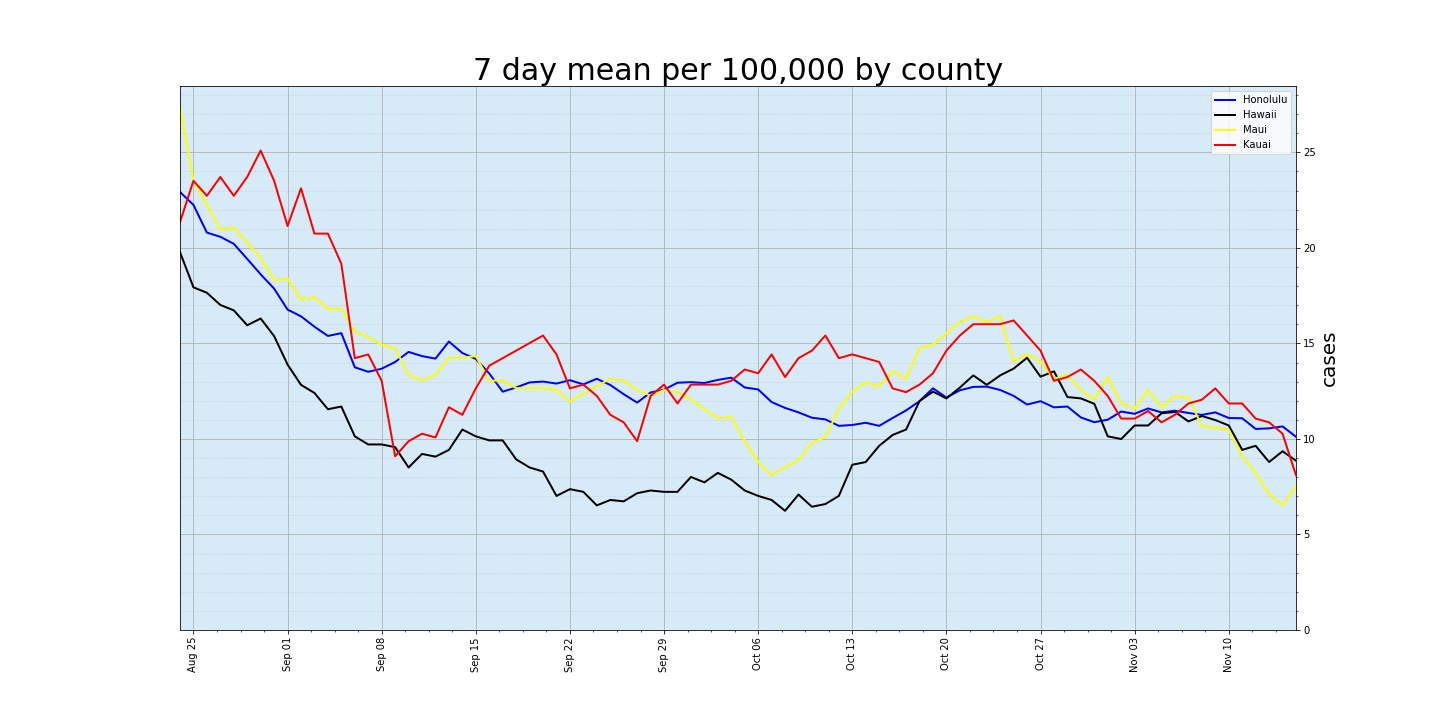 7 day mean per 100,000 by county
Honolulu
Hawaii
Maui
Kauai
25
20
15
10
5
0
cases
Aug 25
Sep 01
Sep 08
Sep 15
Sep 22
Sep 29
Oct 06
Oct 13
Oct 20
Oct 27
Nov 03
Nov 10